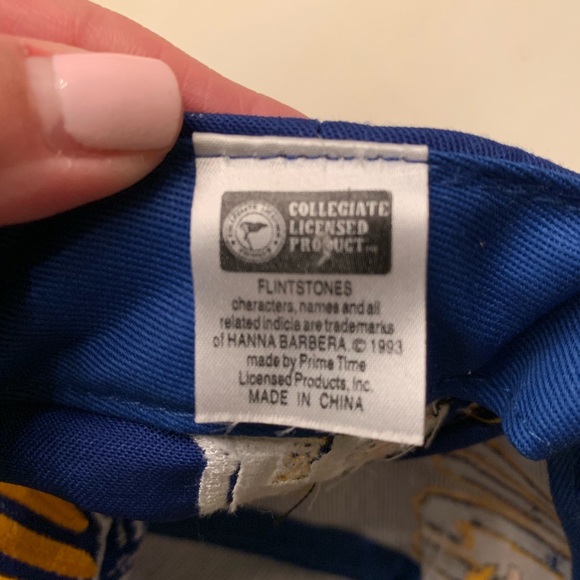 COLLEGIATE
LICENSED
PRODUCT
FLINTSTONES
characters, names and all
related indicia are trademarks
of HANNA BARBERA. © 1993
made by Prime Time
Licensed Products, Inc.
MADE IN CHINA